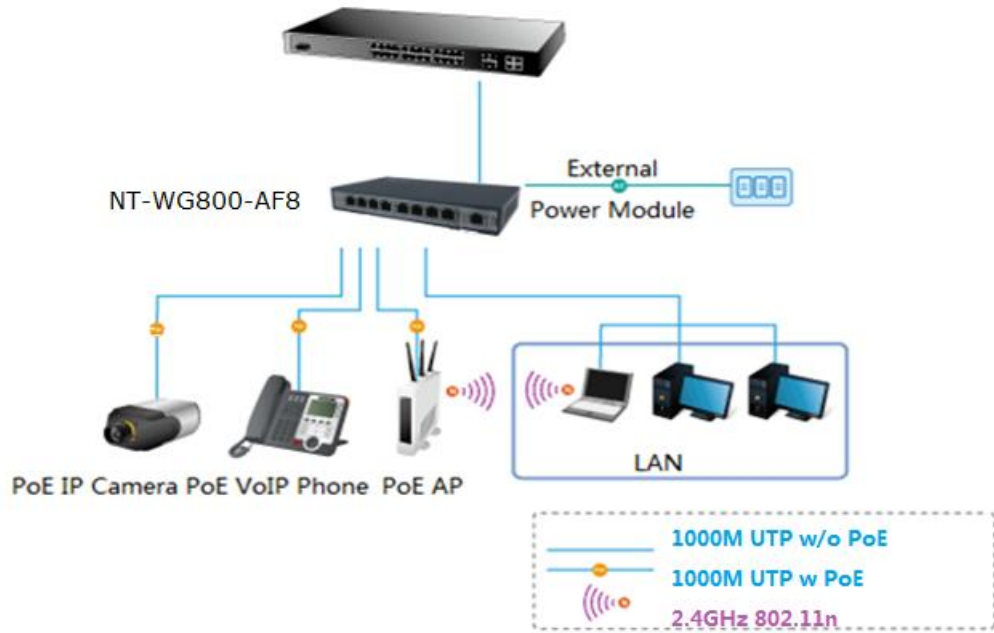 NT-WG800-AF8
External
Power Module
PoE IP Camera PoE VoIP Phone PoE AP
LAN
1000M UTP w/o PoE
1000M UTP w PoE
2.4GHz 802.11n